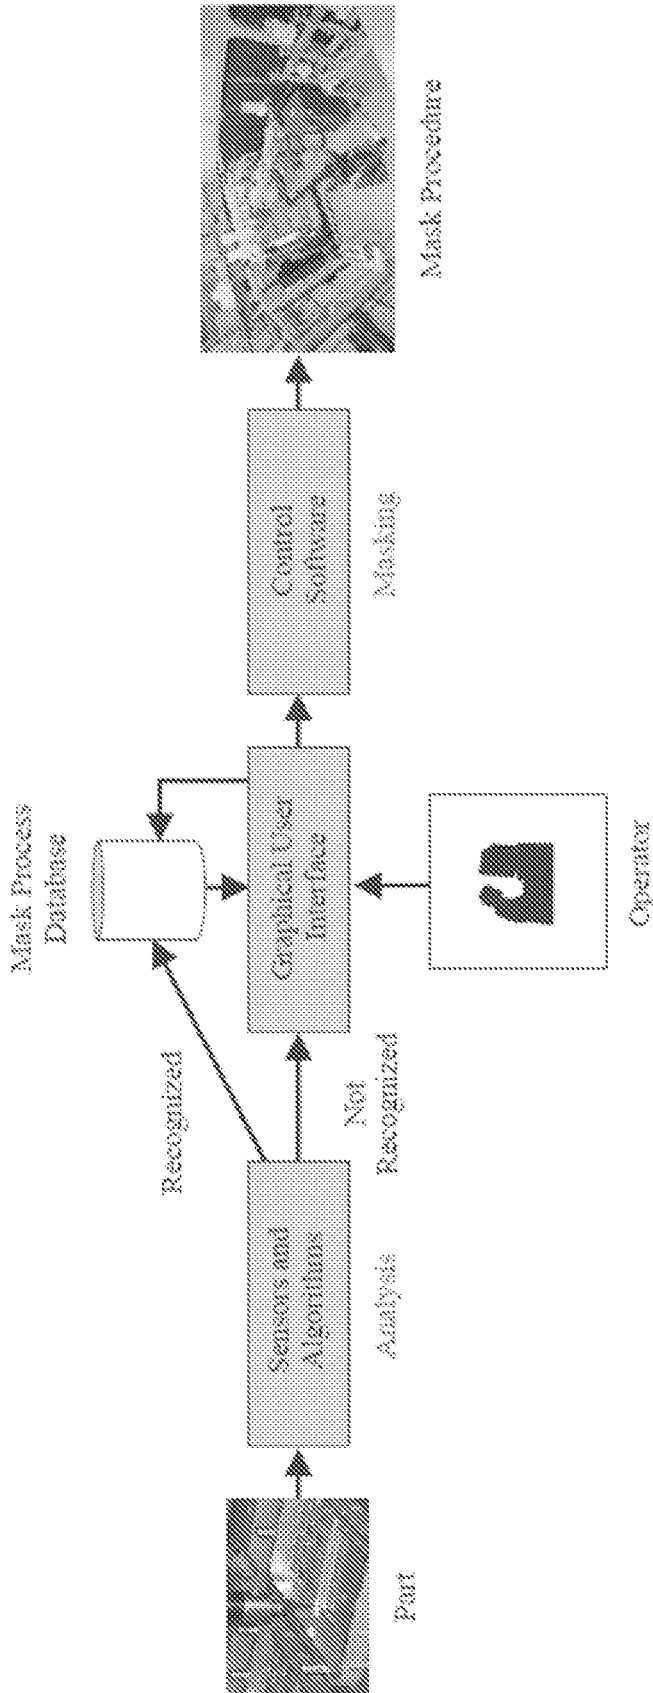 Part
Sensors and
Algorithms
Analysis
Recognized
Not
Recognized
Mask Process
Database
Graphical User
Interface
Operator
Control
Software
Masking
Mask Procedure